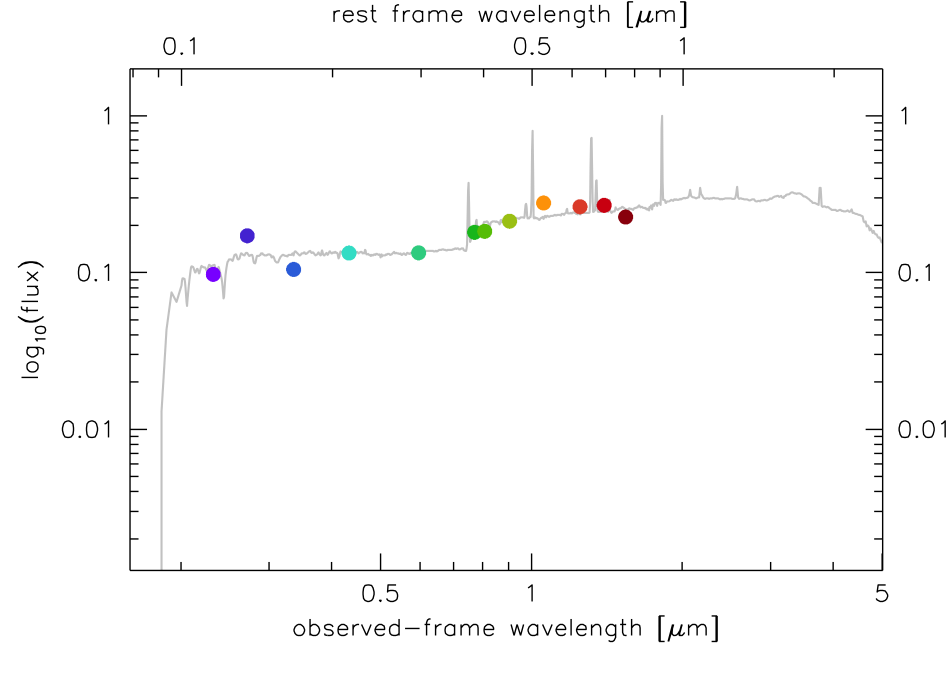 rest frame wavelength [μm]
0.1 0.5 1
1 1
0.1 0.1
0.01 0.01
log10(flux)
0.5 1 5
observed-frame wavelength [μm]